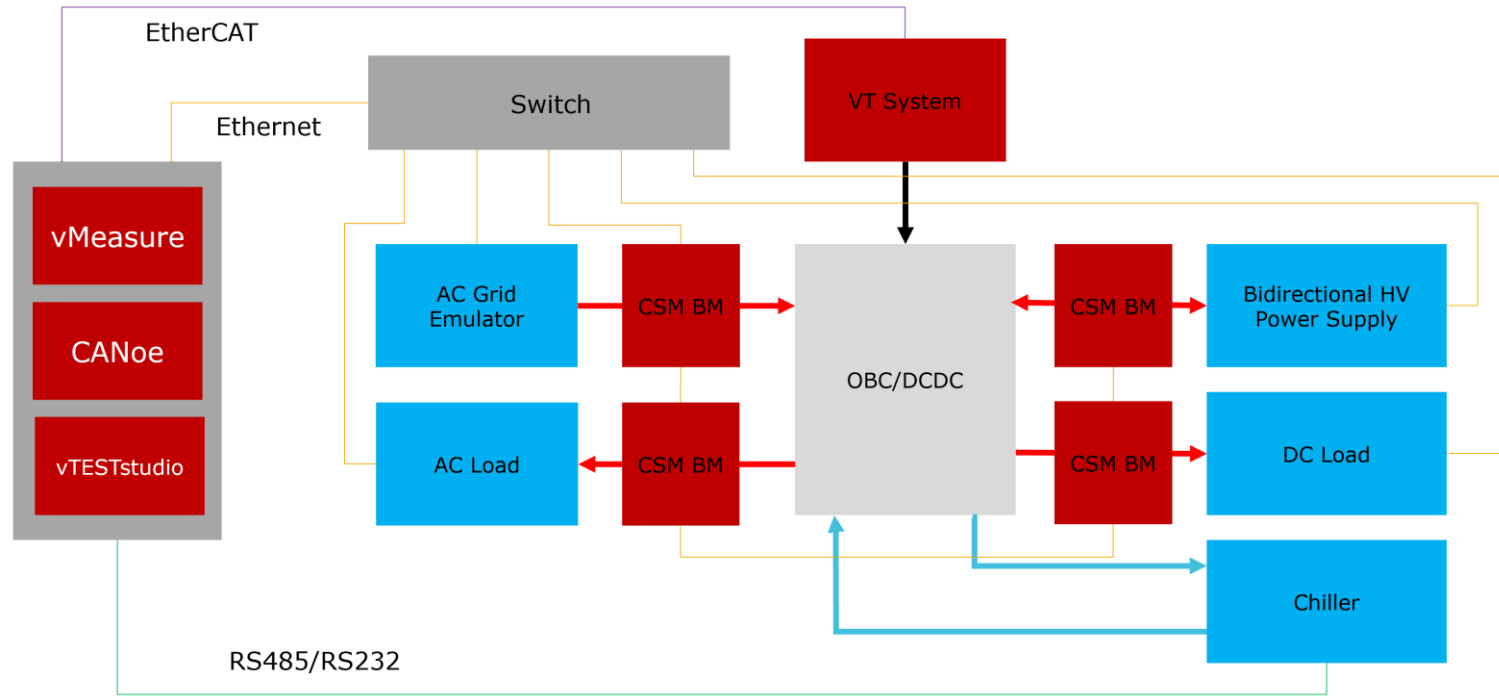 EtherCAT
Switch
VT System
Ethernet
vMeasure
CANoe
vTESTstudio
AC Grid
Emulator
CSM BM
OBC/DCDC
CSM BM
Bidirectional HV
Power Supply
AC Load
CSM BM
CSM BM
DC Load
Chiller
RS485/RS232